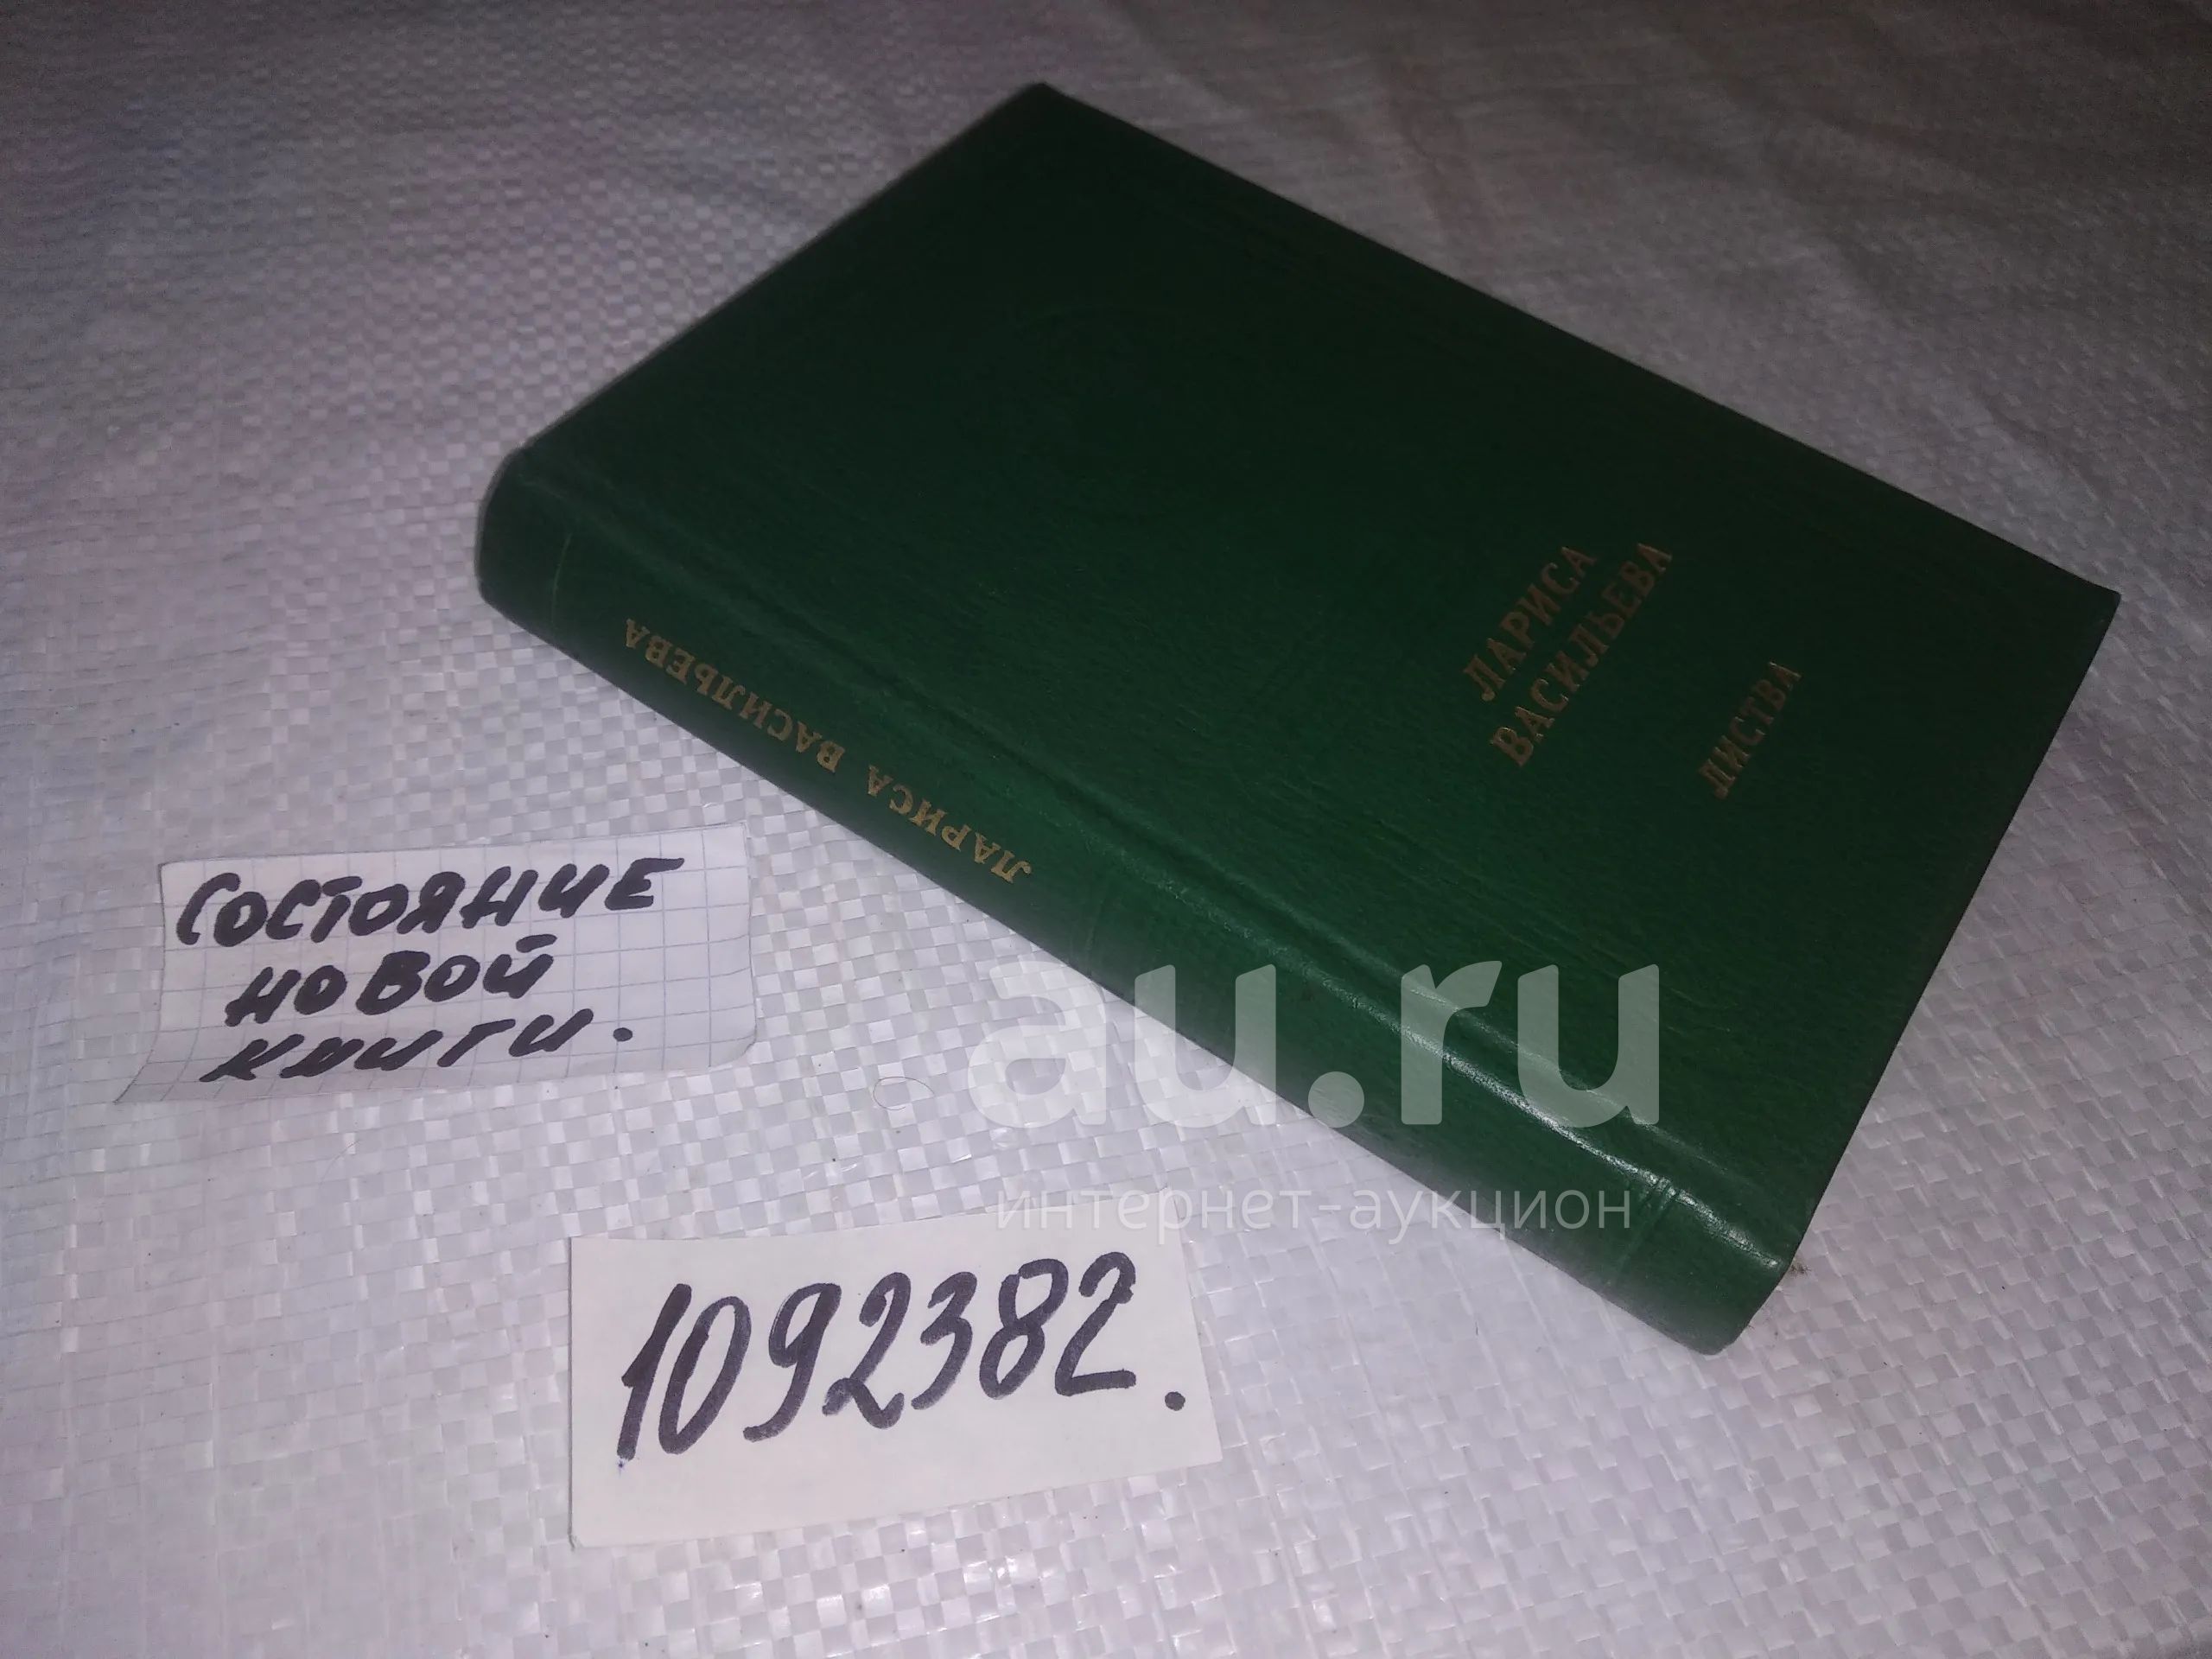 ЛАРИСА
ВАСИЛЬЕВА
ЛИСТВА
ЛАРИСА ВАСИЛЬЕВА
СОСТОЯНИЕ
НОВОЙ
КНИГИ.
au.ru
интернет-аукцион
1092382.